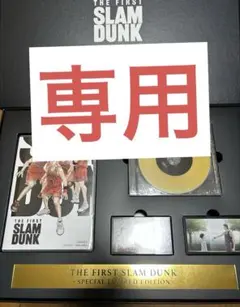 THE FIRST
SLAM DUNK
専用
THE FIRST
SLAM
DUNK
THE FIRST SLAM DUNK
SPECIAL LIMITED EDITION